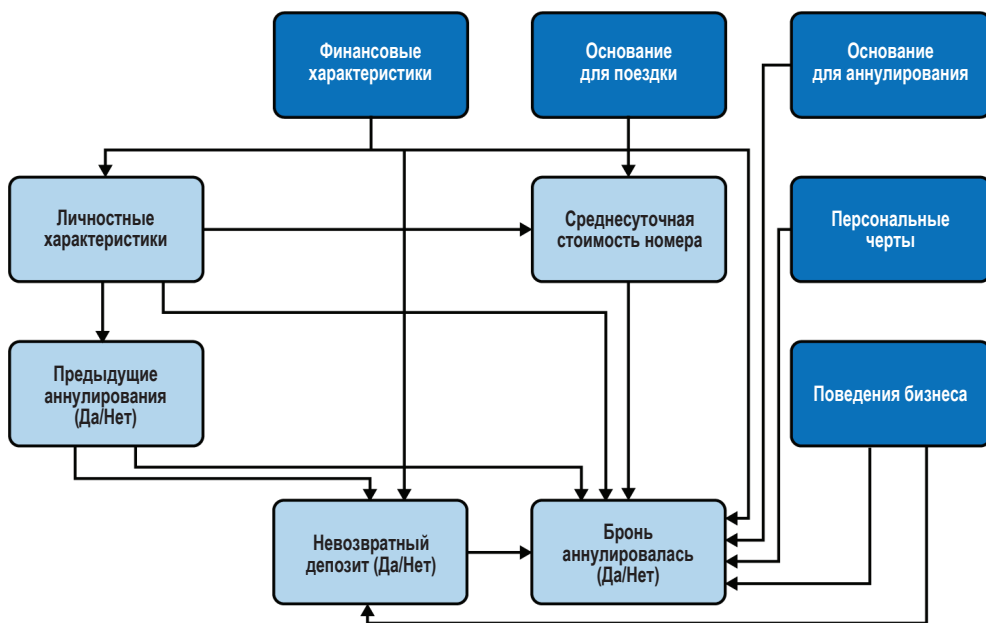 Финансовые
характеристики
Основание
для поездки
Основание
для аннулирования
Личностные
характеристики
Среднесуточная
стоимость номера
Персональные
черты
Предыдущие
аннулирования
(Да/Нет)
Поведения бизнеса
Невозвратный
депозит (Да/Нет)
Бронь
аннулировалась
(Да/Нет)